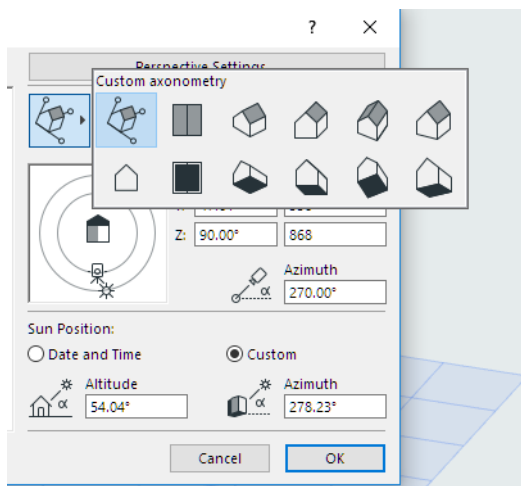 ?
Perspective Settings
Custom axonometry
Z: 90.00° 868
α
Azimuth
270.00°
Sun Position:
Date and Time
Custom
α
Altitude
54.04°
α
Azimuth
278.23°
Cancel
OK